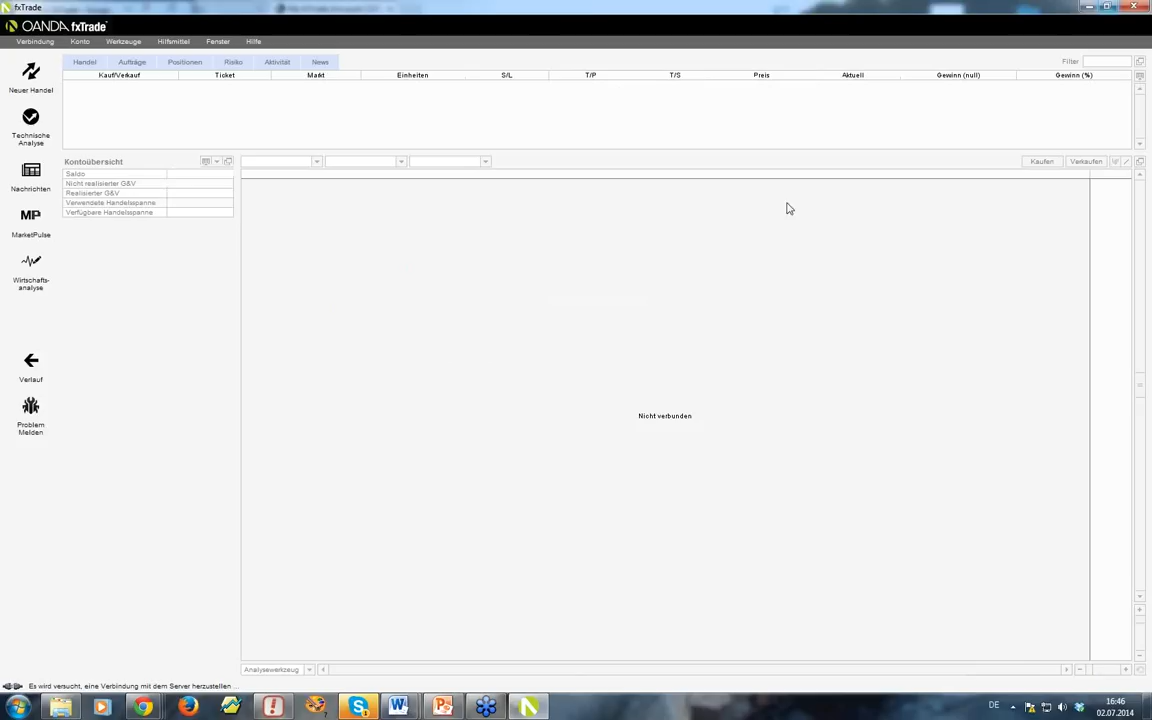 fxTrade
OANDA fxTrade
Verbindung Konto Werkzeuge Hilfsmittel Fenster Hilfe
Handel Aufträge Positionen Risiko Aktivität News Filter
Kauf/Verkauf Ticket Markt Einheiten S/L T/P T/S Preis Aktuell Gewinn (null) Gewinn (%)
Neuer Handel
Technische
Analyse
Nachrichten
MP
MarketPulse
Wirtschafts-
analyse
Verlauf
Problem
Melden
Kontoübersicht
Saldo
Nicht realisierter G&V
Realisierter G&V
Verwendete Handelsspanne
Verfügbare Handelsspanne
Kaufen Verkaufen
Nicht verbunden
Analysewerkzeug
Es wird versucht, eine Verbindung mit dem Server herzustellen ...
DE 16:46
02.07.2014